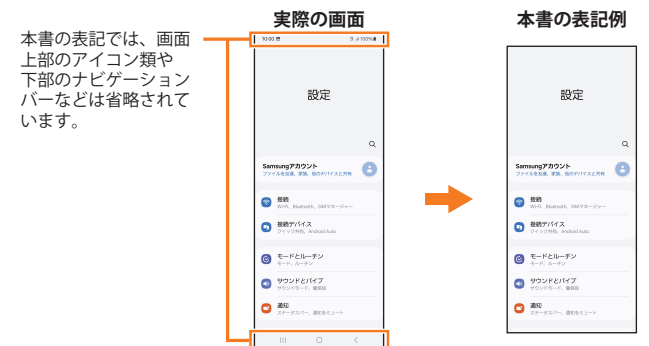 実際の画面
本書の表記例
本書の表記では、画面
上部のアイコン類や
下部のナビゲーション
バーなどは省略されて
います。
10:00
100%
設定
Samsungアカウント
ファイルを友達、家族、他のデバイスと共有
接続
Wi-Fi、Bluetooth、SIMマネージャー
接続デバイス
クイック共有、Android Auto
モードとルーチン
モード、ルーチン
サウンドとバイブ
サウンドモード、着信音
通知
ステータスバー、通知をミュート
設定
Samsungアカウント
ファイルを友達、家族、他のデバイスと共有
接続
Wi-Fi、Bluetooth、SIMマネージャー
接続デバイス
クイック共有、Android Auto
モードとルーチン
モード、ルーチン
サウンドとバイブ
サウンドモード、着信音
通知
ステータスバー、通知をミュート